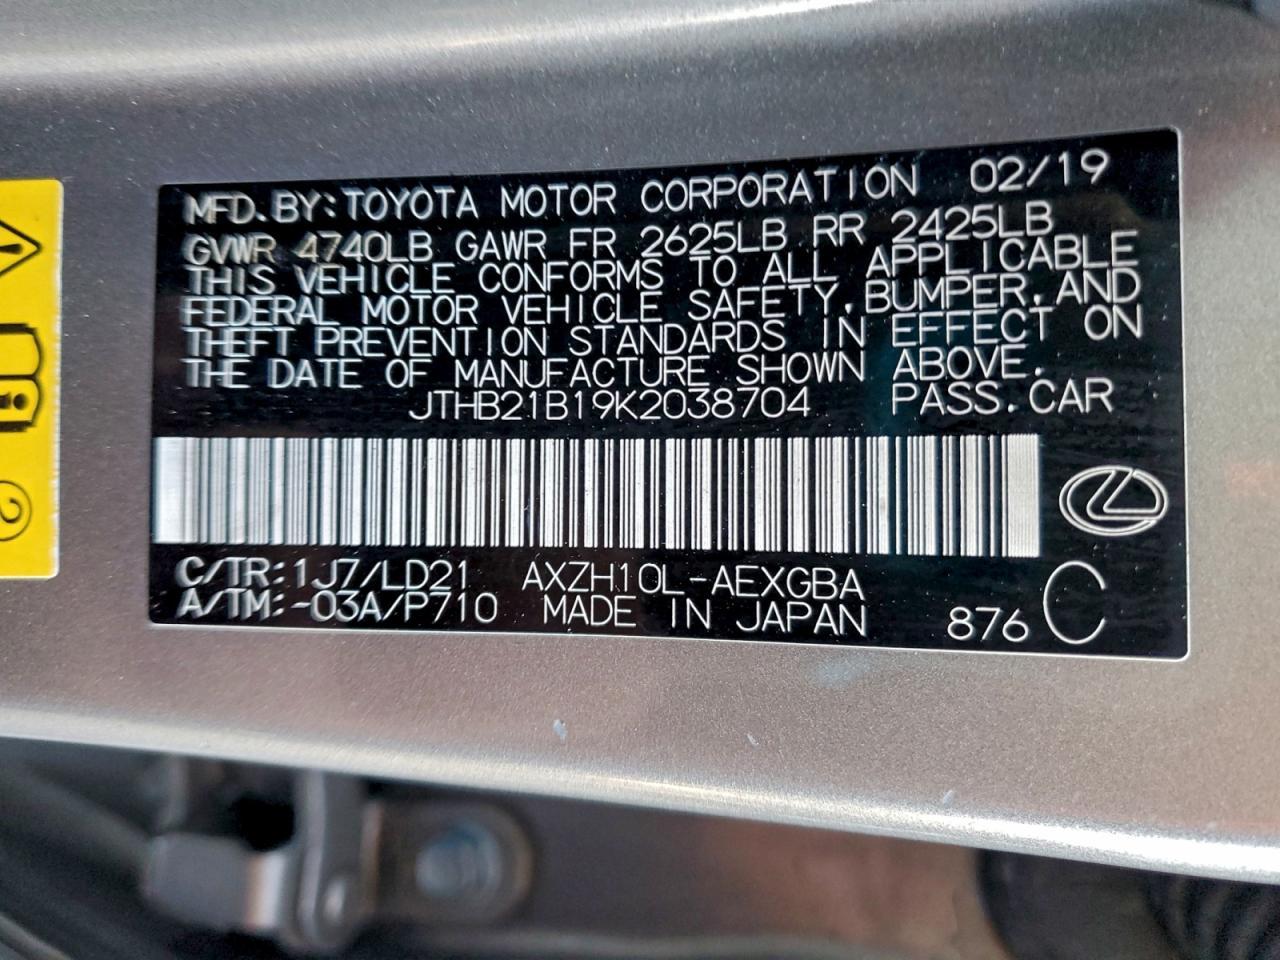 MFD.BY:TOYOTA MOTOR CORPORATION 02/19
GVWR 4740LB GAWR FR 2625LB RR 2425LB
THIS VEHICLE CONFORMS TO ALL APPLICABLE
FEDERAL MOTOR VEHICLE SAFETY,BUMPER,AND
THEFT PREVENTION STANDARDS IN EFFECT ON
THE DATE OF MANUFACTURE SHOWN ABOVE.
JTHB21B19K2038704 PASS.CAR
C/TR:1J7/LD21 AXZH10L-AEXGBA
A/TM:-03A/P710 MADE IN JAPAN 876 C
2